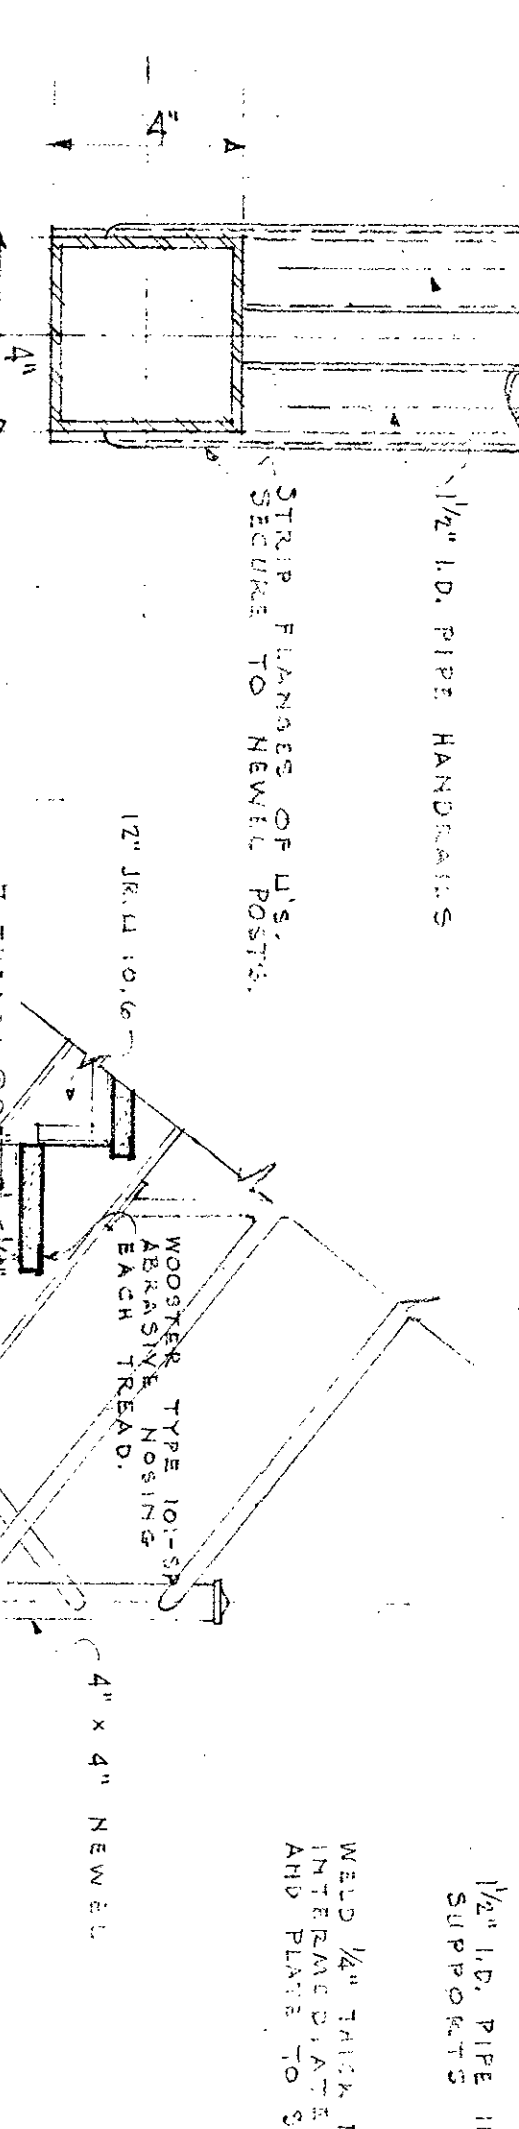 4"
4"
1½" I.D. PIPE HANDRAILS
STRIP FLANGES OF ⊔'S,
SECURE TO NEWEL POSTS.
12" JR. ⊔ 10.6
WOOSTER TYPE 101-SP
ABRASIVE NOSING
EACH TREAD.
4" x 4" NEWEL
1½" I.D. PIPE
SUPPORTS
WELD ¼" THICK
INTERMEDIATE
AND PLATE TO S